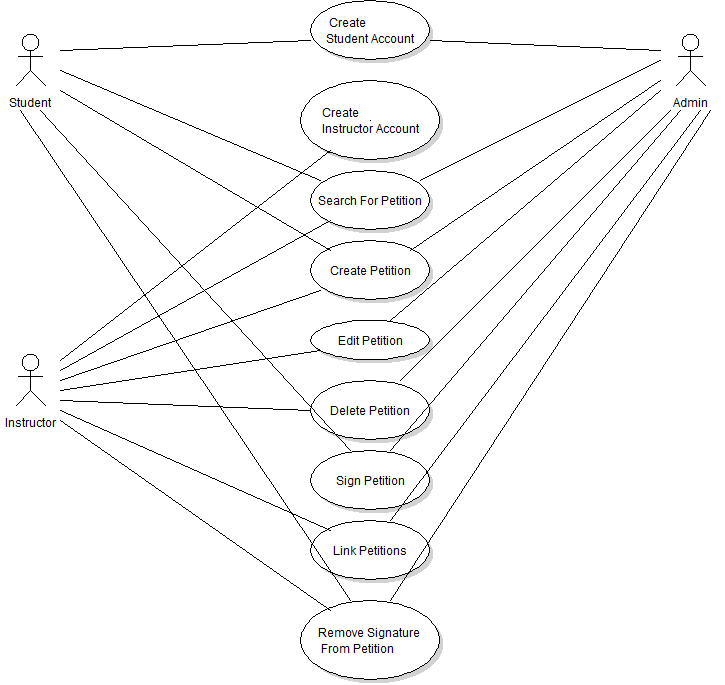 Create
Student Account
Student
Admin
Create
Instructor Account
Search For Petition
Create Petition
Edit Petition
Delete Petition
Instructor
Sign Petition
Link Petitions
Remove Signature
From Petition